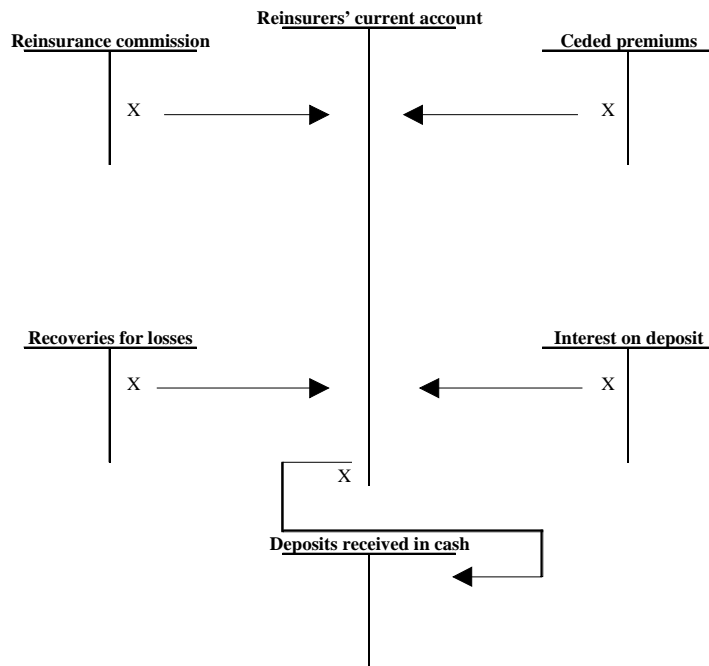 Reinsurers’ current account
Reinsurance commission
Ceded premiums
X
X
Recoveries for losses
Interest on deposit
X
X
X
Deposits received in cash